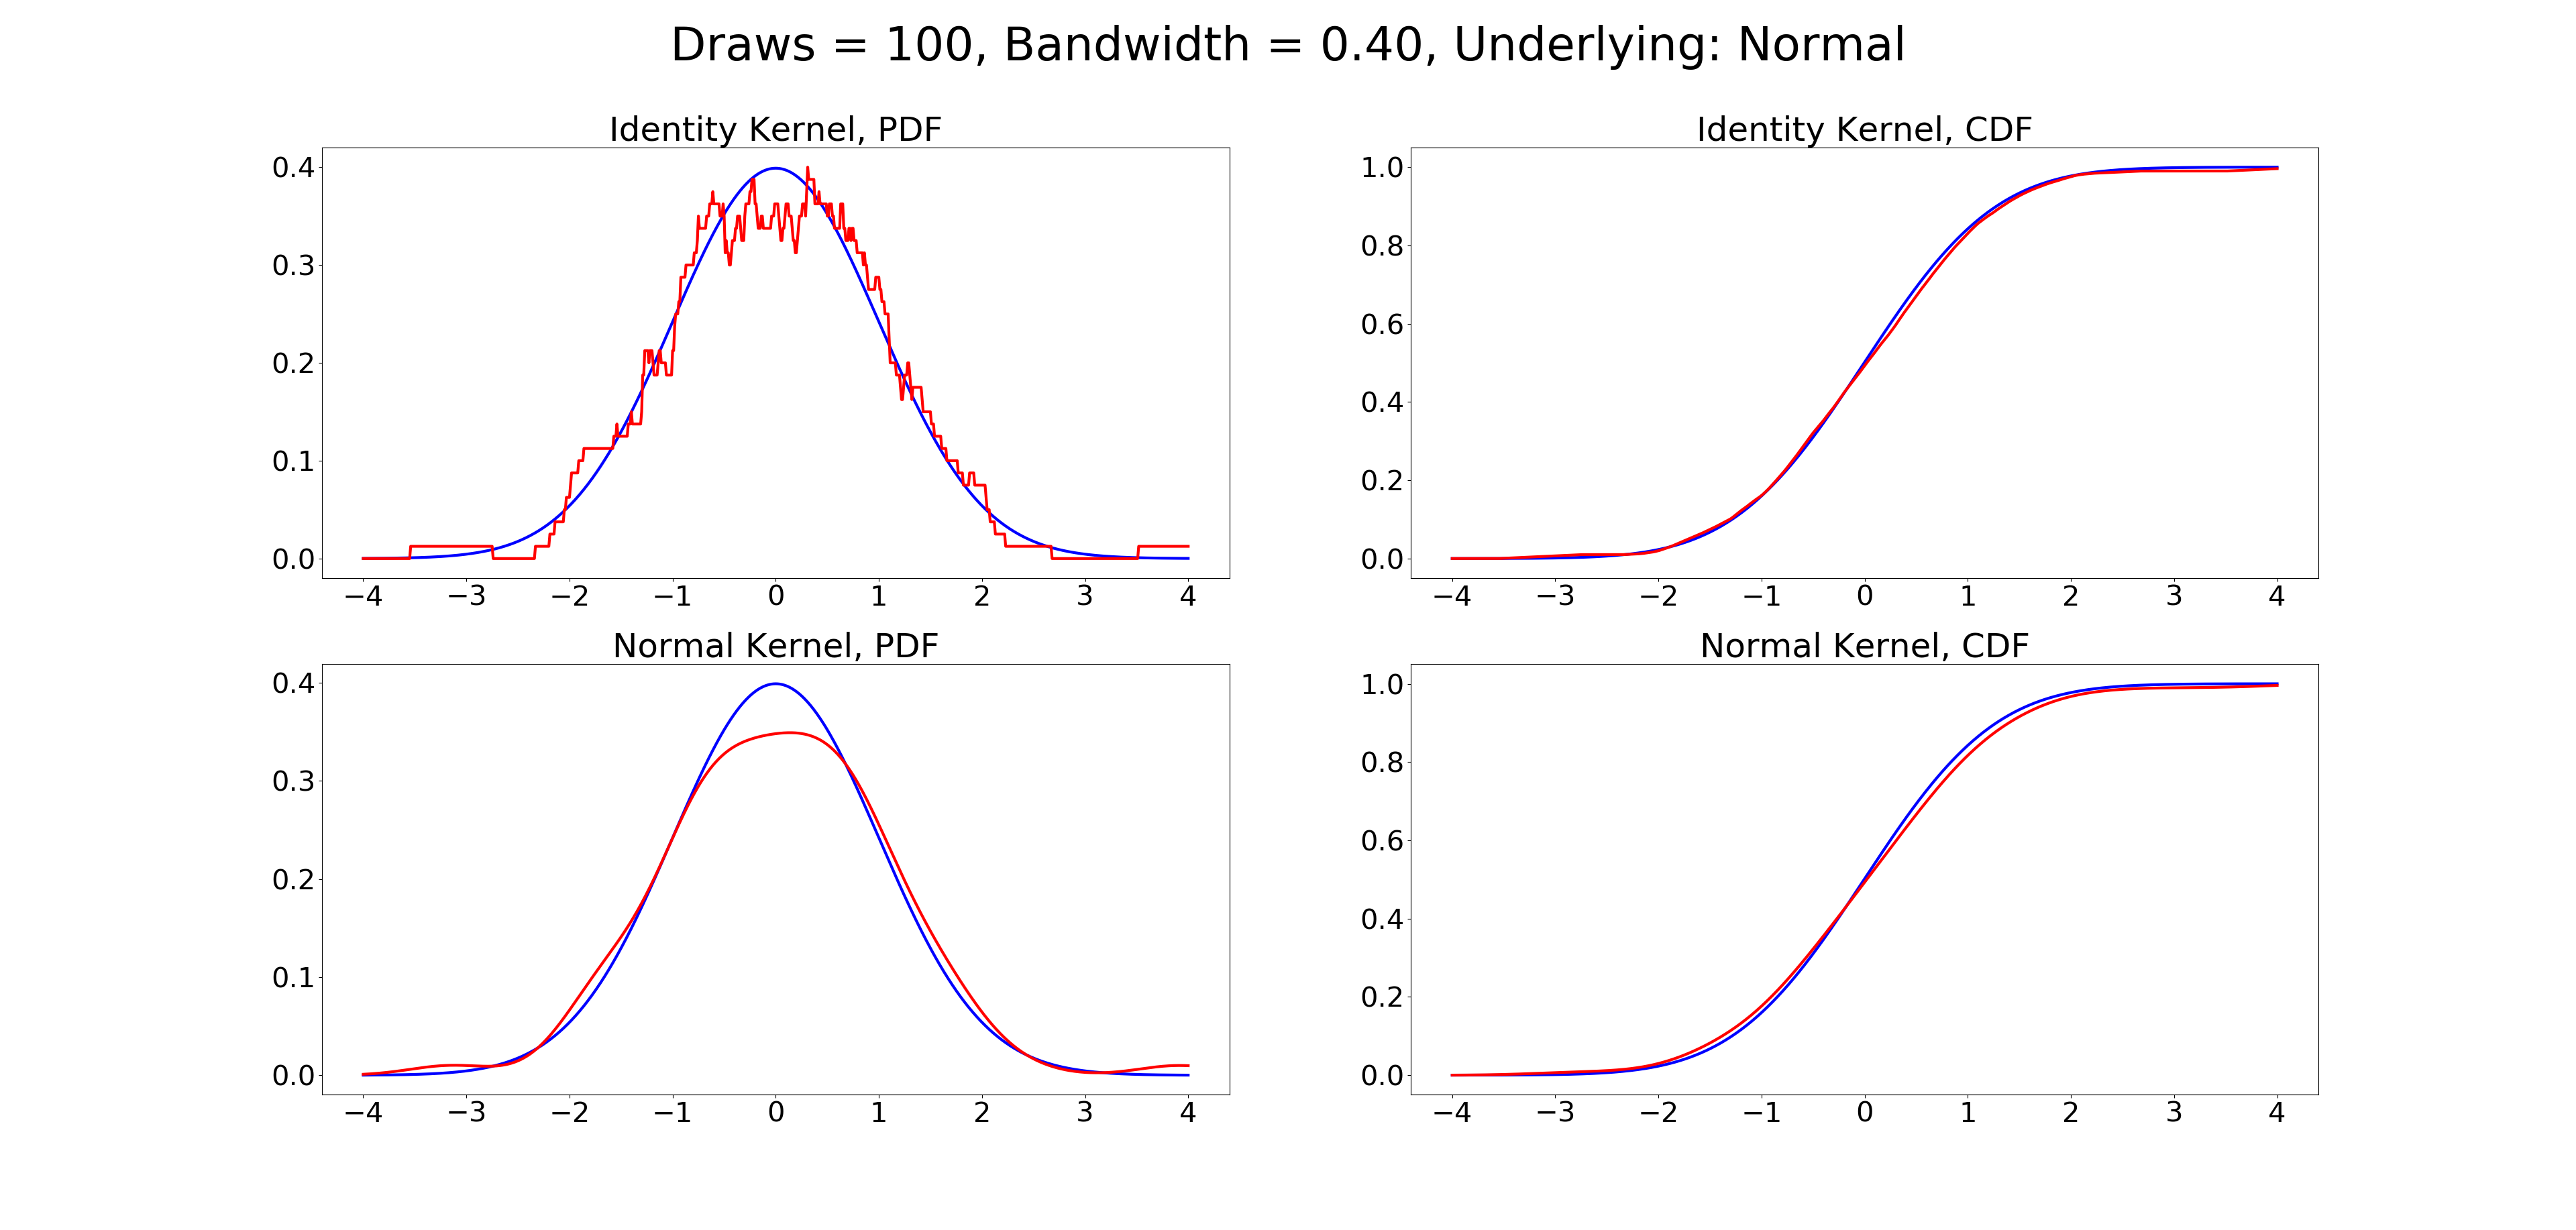 Draws = 100, Bandwidth = 0.40, Underlying: Normal
Identity Kernel, PDF
0.4
0.3
0.2
0.1
0.0
−4 −3 −2 −1 0 1 2 3 4
Identity Kernel, CDF
1.0
0.8
0.6
0.4
0.2
0.0
−4 −3 −2 −1 0 1 2 3 4
Normal Kernel, PDF
0.4
0.3
0.2
0.1
0.0
−4 −3 −2 −1 0 1 2 3 4
Normal Kernel, CDF
1.0
0.8
0.6
0.4
0.2
0.0
−4 −3 −2 −1 0 1 2 3 4